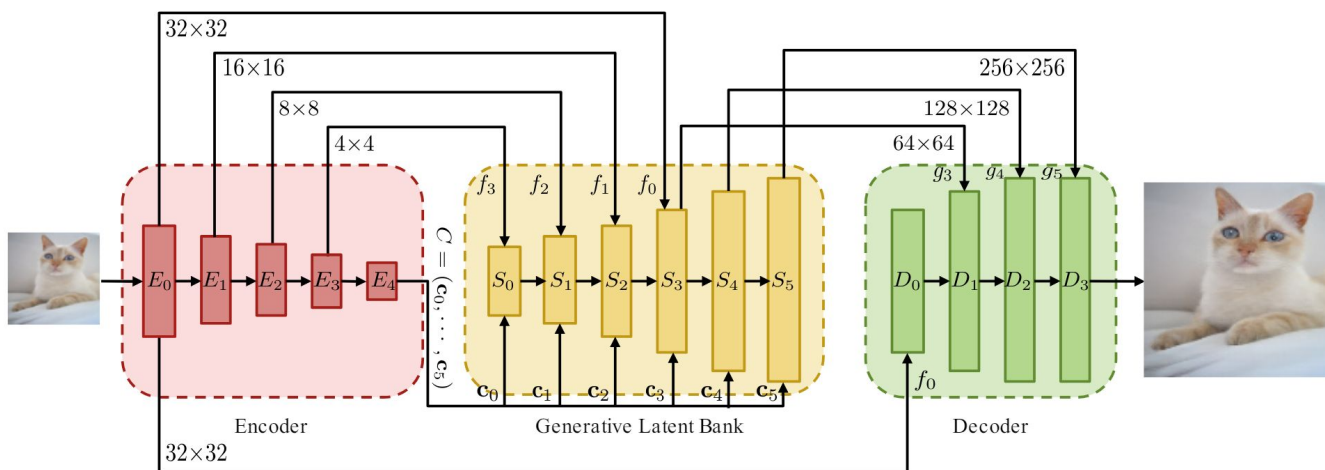 32×32
16×16
8×8
4×4
256×256
128×128
64×64
f₃ f₂ f₁ f₀
g₃ g₄ g₅
E₀ E₁ E₂ E₃ E₄
C = (c₀, ⋯ , c₅)
S₀ S₁ S₂ S₃ S₄ S₅
D₀ D₁ D₂ D₃
c₀ c₁ c₂ c₃ c₄ c₅
f₀
Encoder
Generative Latent Bank
Decoder
32×32